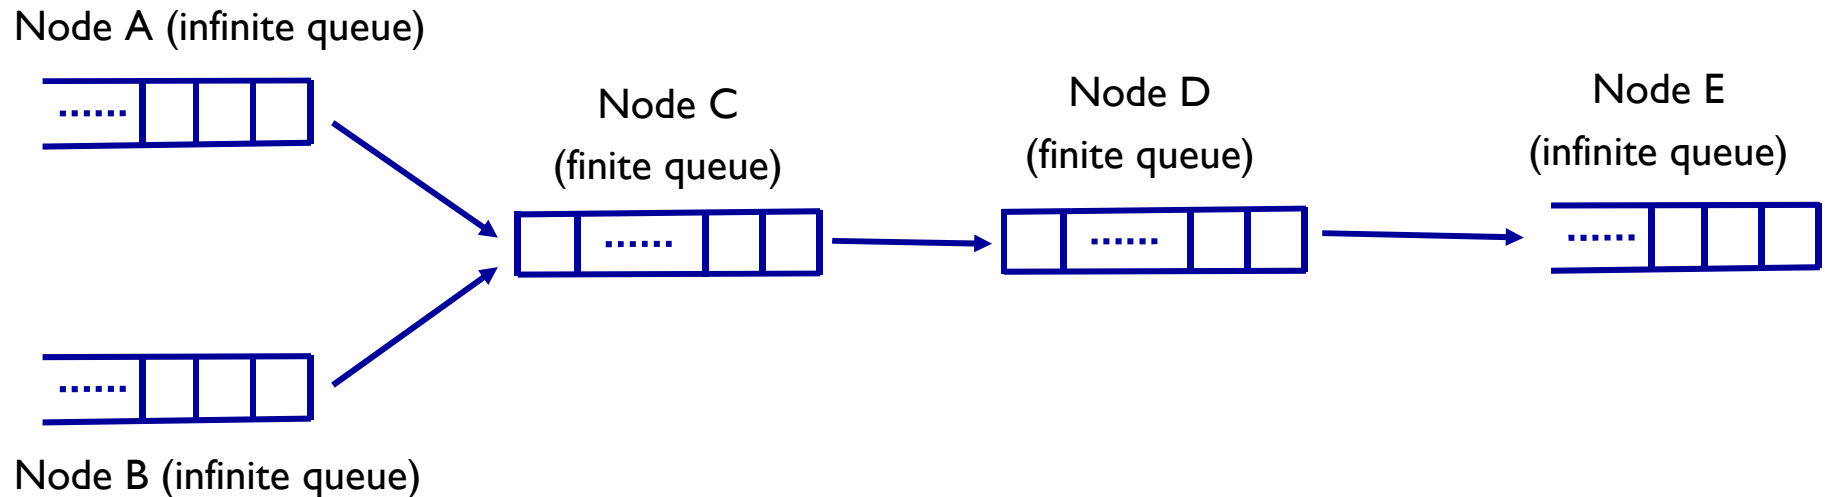 Node A (infinite queue)
Node C
(finite queue)
Node D
(finite queue)
Node E
(infinite queue)
Node B (infinite queue)